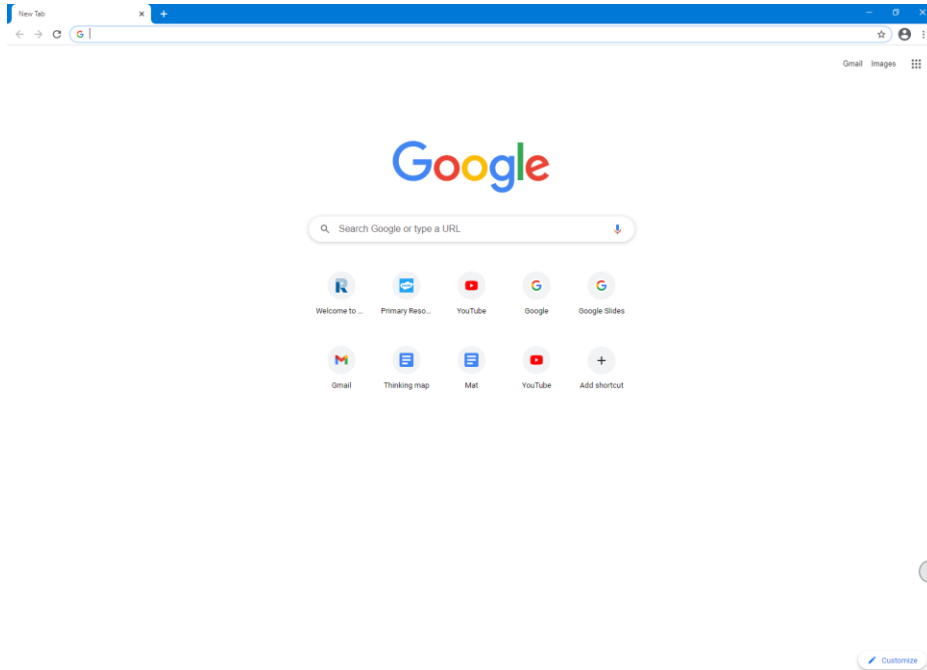 New Tab
Gmail Images
Google
Search Google or type a URL
Welcome to ... Primary Reso... YouTube Google Google Slides
Gmail Thinking map Mat YouTube Add shortcut
Customize